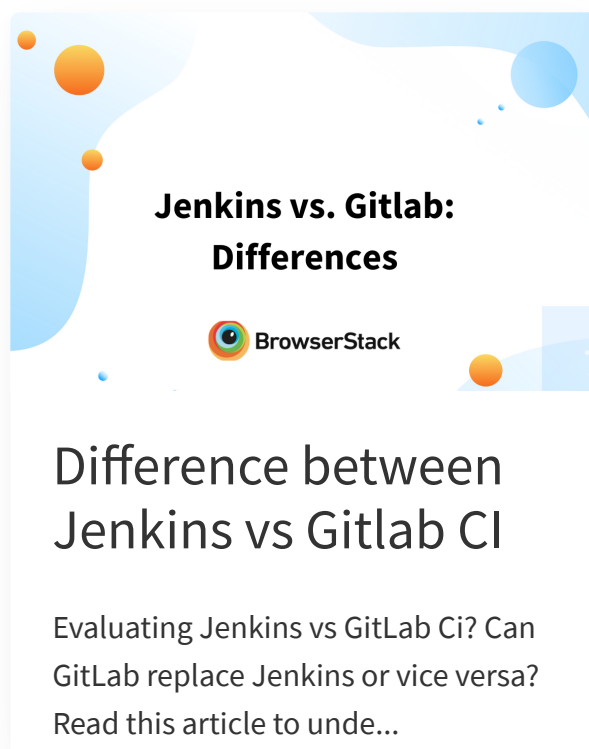 Jenkins vs. Gitlab:
Differences
BrowserStack
Difference between
Jenkins vs Gitlab CI
Evaluating Jenkins vs GitLab Ci? Can
GitLab replace Jenkins or vice versa?
Read this article to unde...